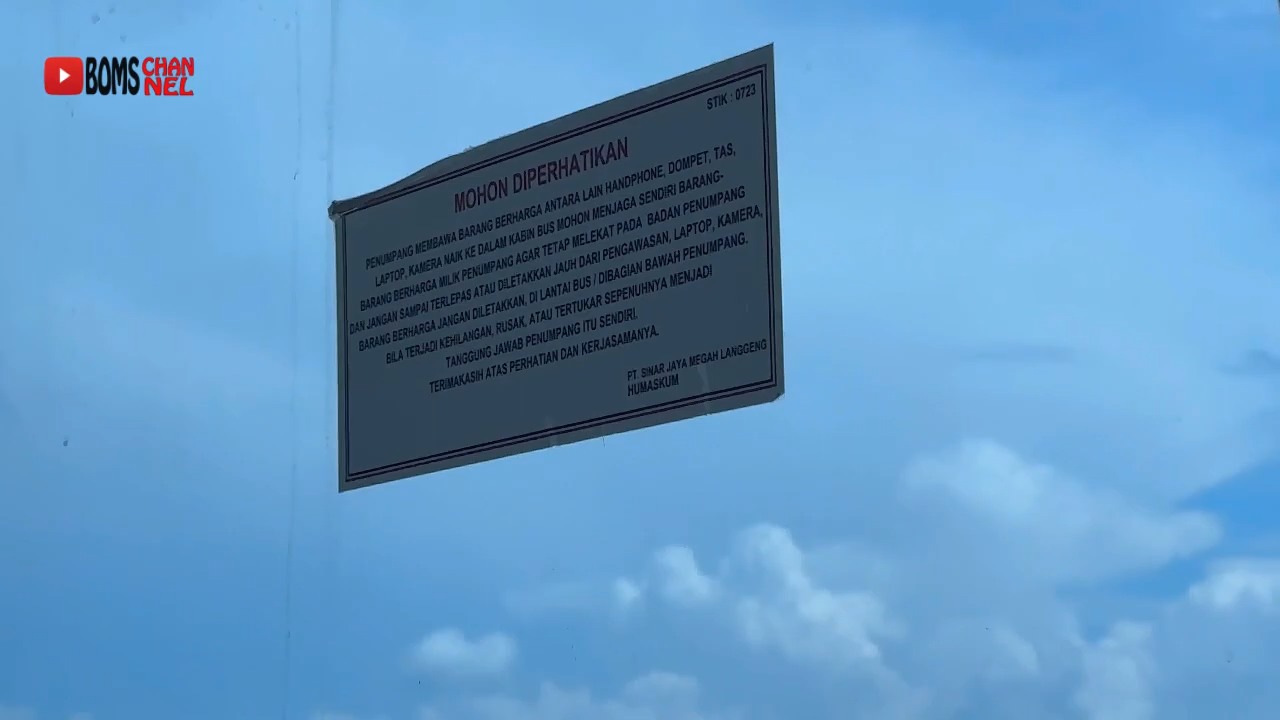 BOMS CHANNEL
STIK : 0723
MOHON DIPERHATIKAN
PENUMPANG MEMBAWA BARANG BERHARGA ANTARA LAIN HANDPHONE, DOMPET, TAS,
LAPTOP, KAMERA NAIK KE DALAM KABIN BUS MOHON MENJAGA SENDIRI BARANG-
BARANG BERHARGA MILIK PENUMPANG AGAR TETAP MELEKAT PADA BADAN PENUMPANG
DAN JANGAN SAMPAI TERLEPAS ATAU DILETAKKAN JAUH DARI PENGAWASAN, LAPTOP, KAMERA,
BARANG BERHARGA JANGAN DILETAKKAN, DI LANTAI BUS / DIBAGIAN BAWAH PENUMPANG.
BILA TERJADI KEHILANGAN, RUSAK, ATAU TERTUKAR SEPENUHNYA MENJADI
TANGGUNG JAWAB PENUMPANG ITU SENDIRI.
TERIMAKASIH ATAS PERHATIAN DAN KERJASAMANYA.
PT. SINAR JAYA MEGAH LANGGENG
HUMASKUM